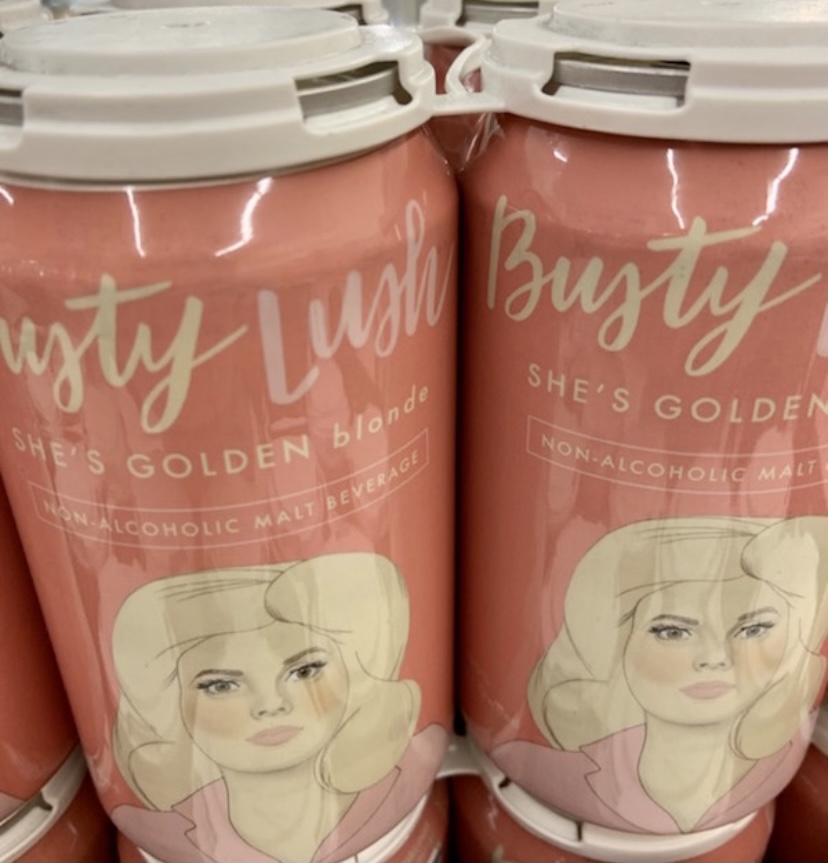 usty Lush
SHE'S GOLDEN blonde
NON-ALCOHOLIC MALT BEVERAGE
Busty
SHE'S GOLDEN
NON-ALCOHOLIC MALT